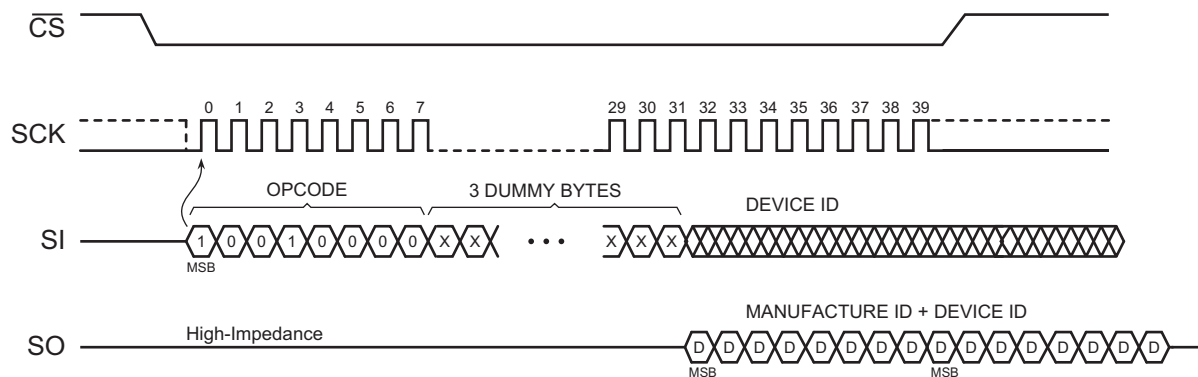 CS
0 1 2 3 4 5 6 7 29 30 31 32 33 34 35 36 37 38 39
SCK
OPCODE 3 DUMMY BYTES DEVICE ID
SI 1 0 0 1 0 0 0 0 X X • • • X X X
MSB
MANUFACTURE ID + DEVICE ID
High-Impedance
SO D D D D D D D D D D D D D D D D
MSB MSB